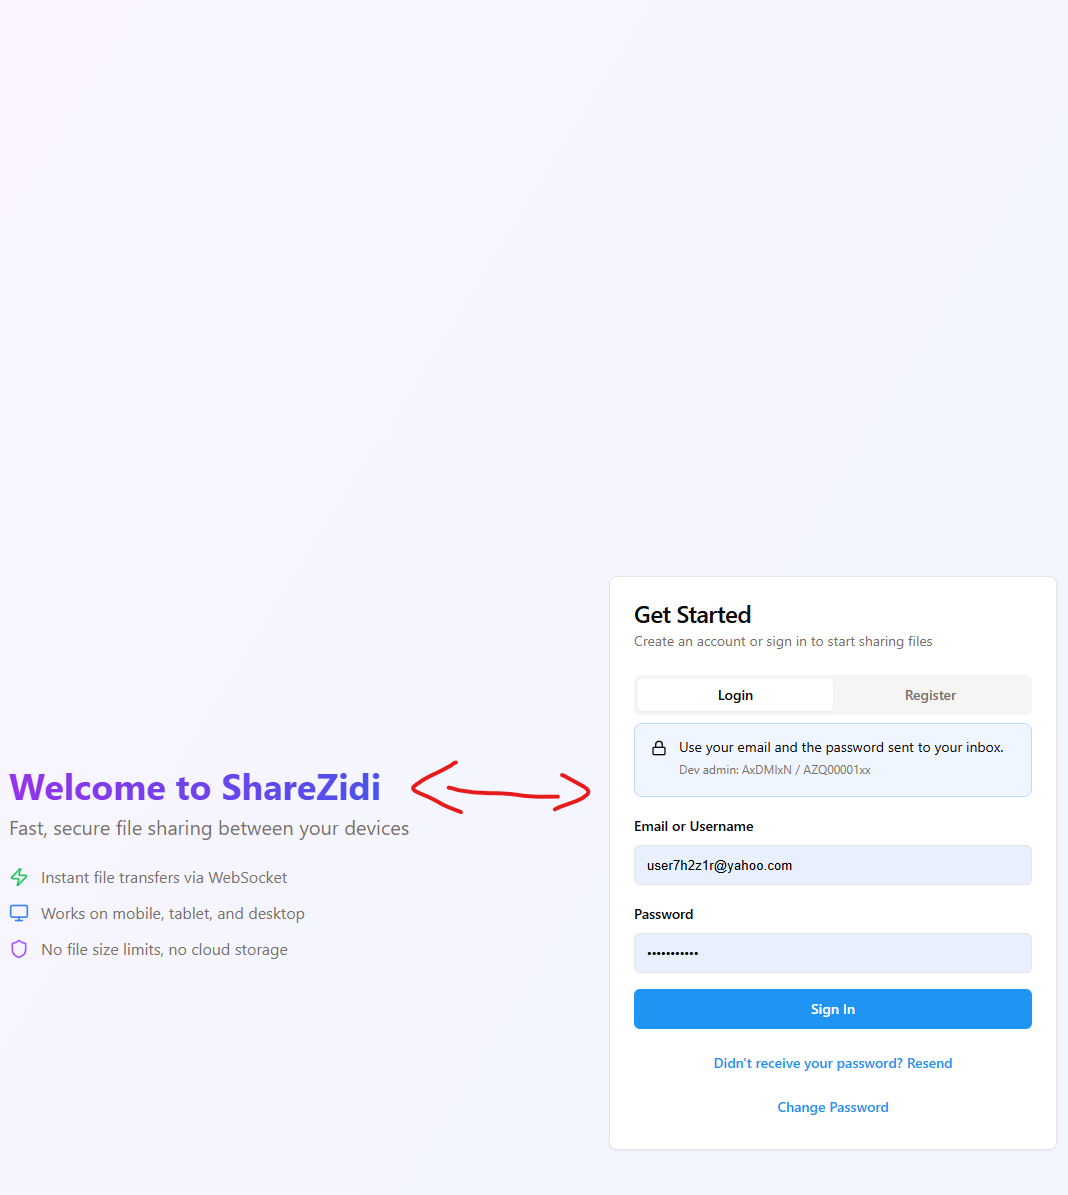 Welcome to ShareZidi
Fast, secure file sharing between your devices
Instant file transfers via WebSocket
Works on mobile, tablet, and desktop
No file size limits, no cloud storage
Get Started
Create an account or sign in to start sharing files
Login
Register
Use your email and the password sent to your inbox.
Dev admin: AxDMIxN / AZQ00001xx
Email or Username
user7h2z1r@yahoo.com
Password
•••••••••••
Sign In
Didn't receive your password? Resend
Change Password